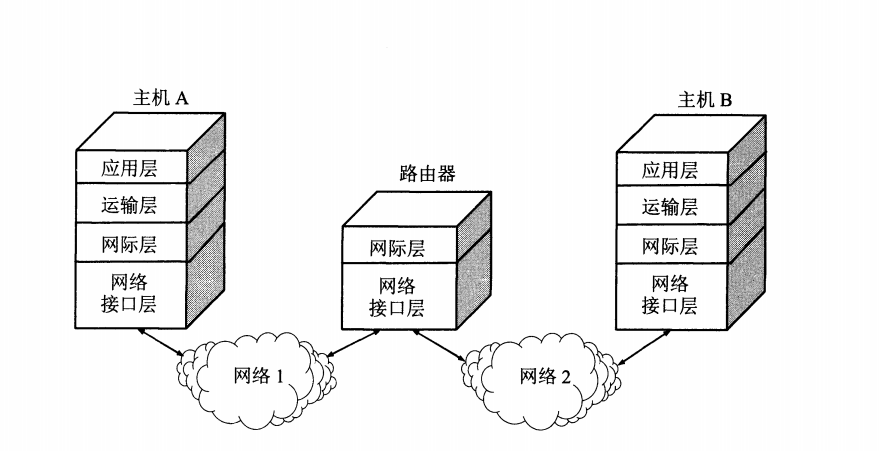 主机 A
应用层
运输层
网际层
网络
接口层
路由器
网际层
网络
接口层
主机 B
应用层
运输层
网际层
网络
接口层
网络 1
网络 2